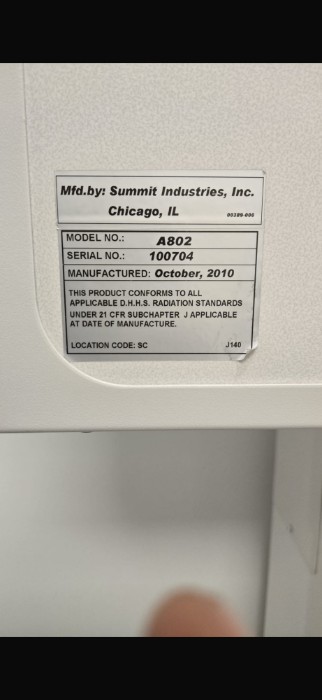 Mfd.by: Summit Industries, Inc.
Chicago, IL
MODEL NO.: A802
SERIAL NO.: 100704
MANUFACTURED: October, 2010
THIS PRODUCT CONFORMS TO ALL
APPLICABLE D.H.H.S. RADIATION STANDARDS
UNDER 21 CFR SUBCHAPTER J APPLICABLE
AT DATE OF MANUFACTURE.
LOCATION CODE: SC J140